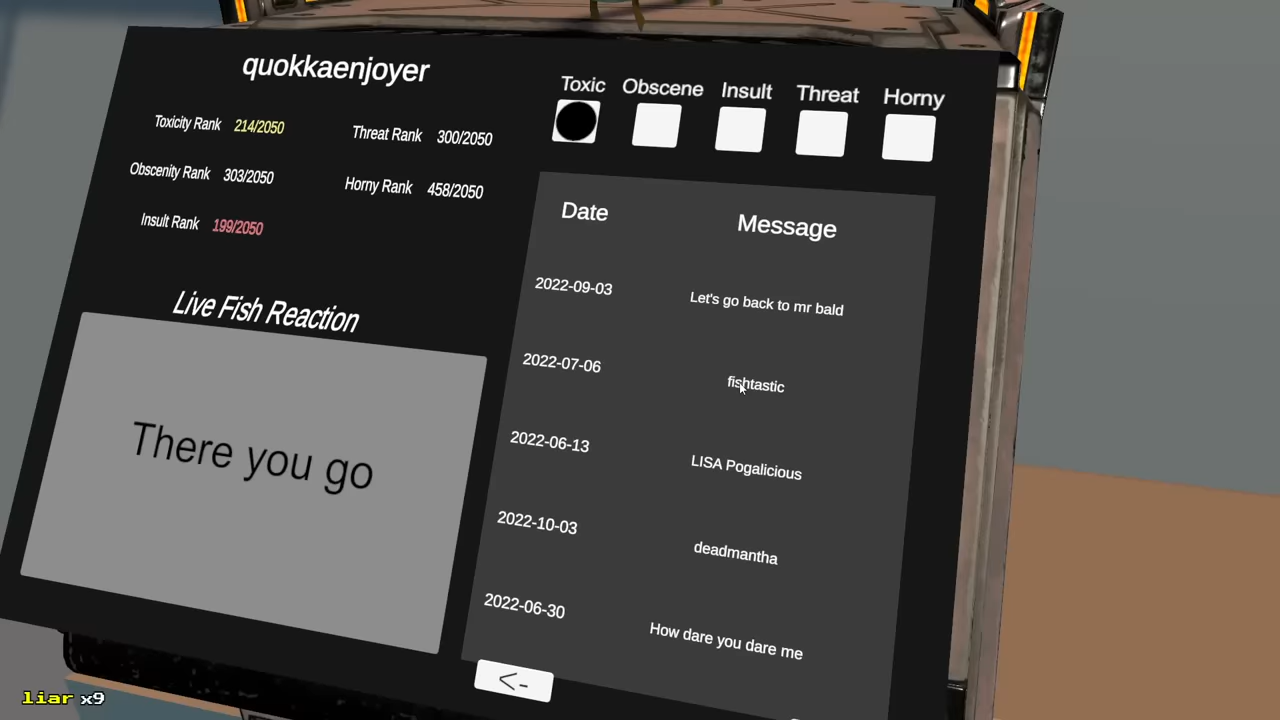 quokkaenjoyer
Toxicity Rank 214/2050
Threat Rank 300/2050
Obscenity Rank 303/2050
Horny Rank 458/2050
Insult Rank 199/2050
Live Fish Reaction
There you go
Toxic Obscene Insult Threat Horny
Date Message
2022-09-03 Let's go back to mr bald
2022-07-06 fishtastic
2022-06-13 LISA Pogalicious
2022-10-03 deadmantha
2022-06-30 How dare you dare me
<-
liar x9